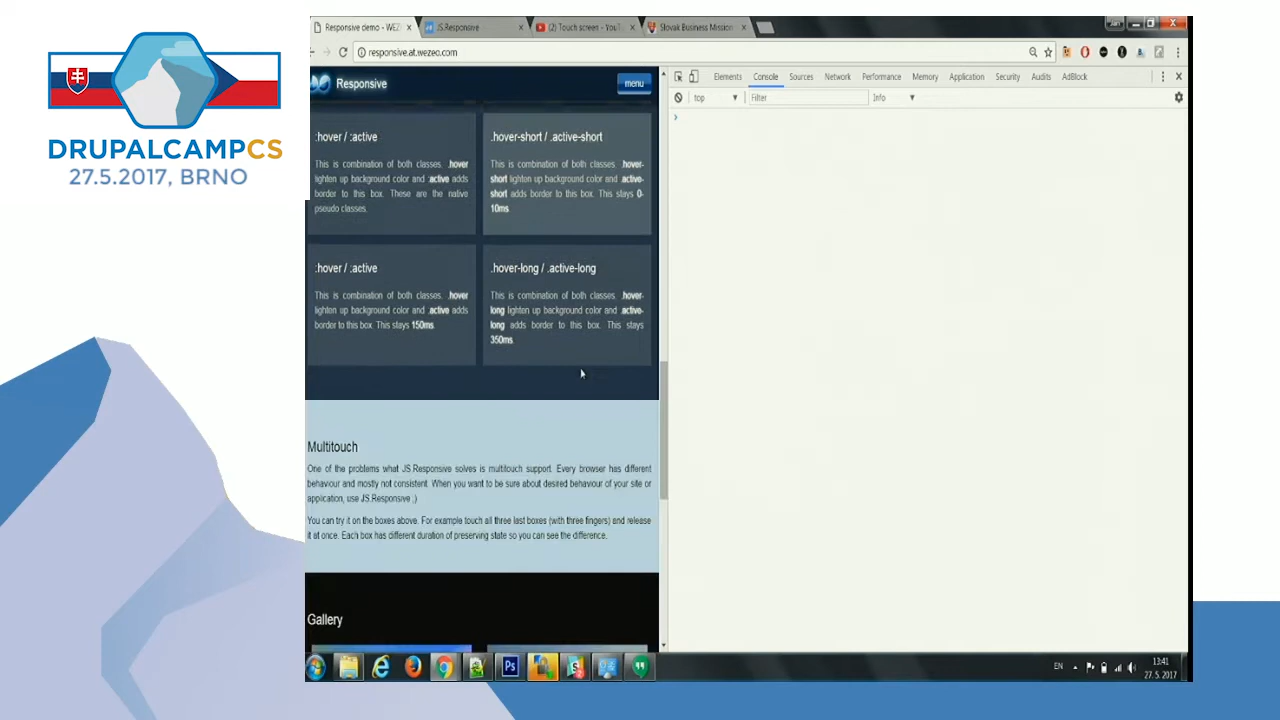 DRUPALCAMPCS
27.5.2017, BRNO
Responsive demo - WEZE
JS.Responsive
(2) Touch screen - YouT
Slovak Business Mission
responsive.at.wezeo.com
Responsive
menu
:hover / :active
This is combination of both classes. .hover
lighten up background color and :active adds
border to this box. These are the native
pseudo classes.
.hover-short / .active-short
This is combination of both classes. .hover-
short lighten up background color and .active-
short adds border to this box. This stays 0-
10ms.
:hover / :active
This is combination of both classes. .hover
lighten up background color and .active adds
border to this box. This stays 150ms.
.hover-long / .active-long
This is combination of both classes. .hover-
long lighten up background color and .active-
long adds border to this box. This stays
350ms.
Multitouch
One of the problems what JS.Responsive solves is multitouch support. Every browser has different
behaviour and mostly not consistent. When you want to be sure about desired behaviour of your site or
application, use JS.Responsive ;)
You can try it on the boxes above. For example touch all three last boxes (with three fingers) and release
it at once. Each box has different duration of preserving state so you can see the difference.
Gallery
Elements Console Sources Network Performance Memory Application Security Audits AdBlock
top Filter Info
Ps
EN
13:41
27. 5. 2017